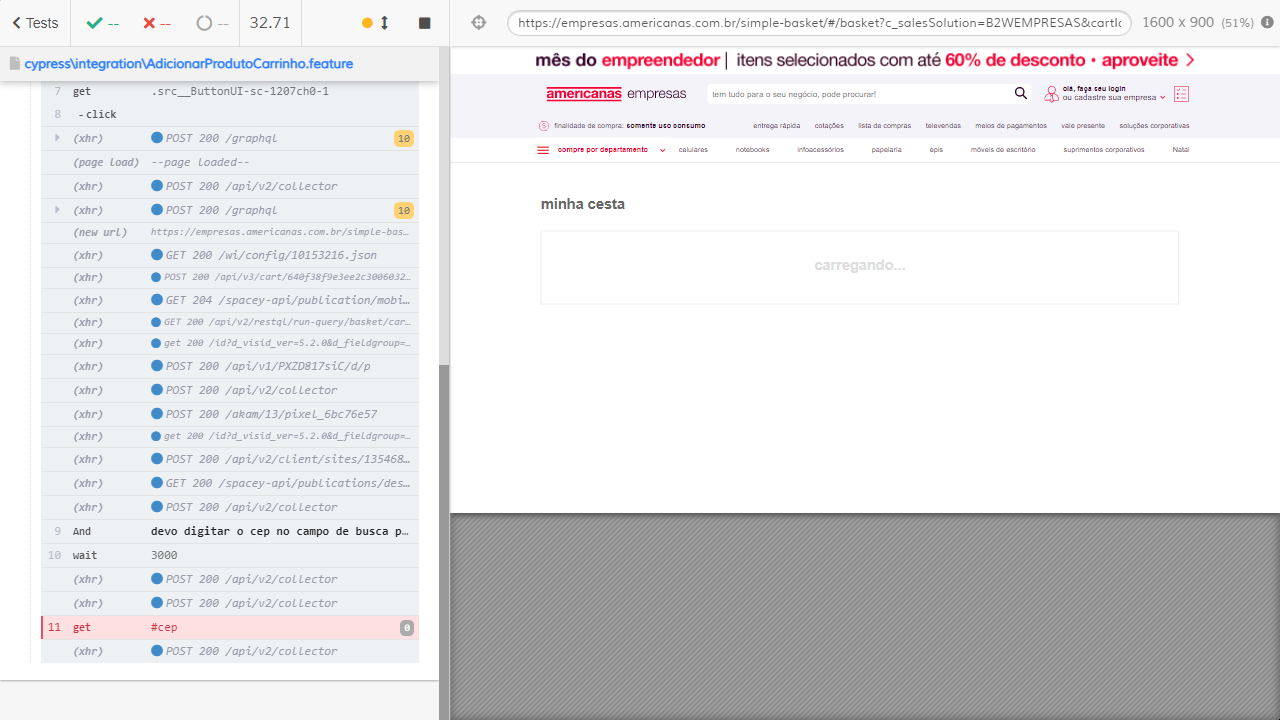 Tests
--
--
--
32.71
https://empresas.americanas.com.br/simple-basket/#/basket?c_salesSolution=B2WEMPRESAS&cartIc
1600 x 900 (51%)
cypress\integration\AdicionarProdutoCarrinho.feature
7 get .src__ButtonUI-sc-1207ch0-1
8 - click
(xhr) POST 200 /graphql 10
(page load) --page loaded--
(xhr) POST 200 /api/v2/collector
(xhr) POST 200 /graphql 10
(new url) https://empresas.americanas.com.br/simple-bas…
(xhr) GET 200 /wi/config/10153216.json
(xhr) POST 200 /api/v3/cart/640f38f9e3ee2c3006032…
(xhr) GET 204 /spacey-api/publication/mobi…
(xhr) GET 200 /api/v2/restql/run-query/basket/car…
(xhr) get 200 /id?d_visid_ver=5.2.0&d_fieldgroup=…
(xhr) POST 200 /api/v1/PXZD817siC/d/p
(xhr) POST 200 /api/v2/collector
(xhr) POST 200 /akam/13/pixel_6bc76e57
(xhr) get 200 /id?d_visid_ver=5.2.0&d_fieldgroup=…
(xhr) POST 200 /api/v2/client/sites/135468…
(xhr) GET 200 /spacey-api/publications/des…
(xhr) POST 200 /api/v2/collector
9 And devo digitar o cep no campo de busca p…
10 wait 3000
(xhr) POST 200 /api/v2/collector
(xhr) POST 200 /api/v2/collector
11 get #cep 0
(xhr) POST 200 /api/v2/collector
mês do empreendedor | itens selecionados com até 60% de desconto • aproveite
americanas empresas
tem tudo para o seu negócio, pode procurar!
olá, faça seu login
ou cadastre sua empresa
finalidade de compra: somente uso consumo
entrega rápida cotações lista de compras televendas meios de pagamentos vale presente soluções corporativas
compre por departamento celulares notebooks infoacessórios papelaria epis móveis de escritório suprimentos corporativos Natal
minha cesta
carregando...